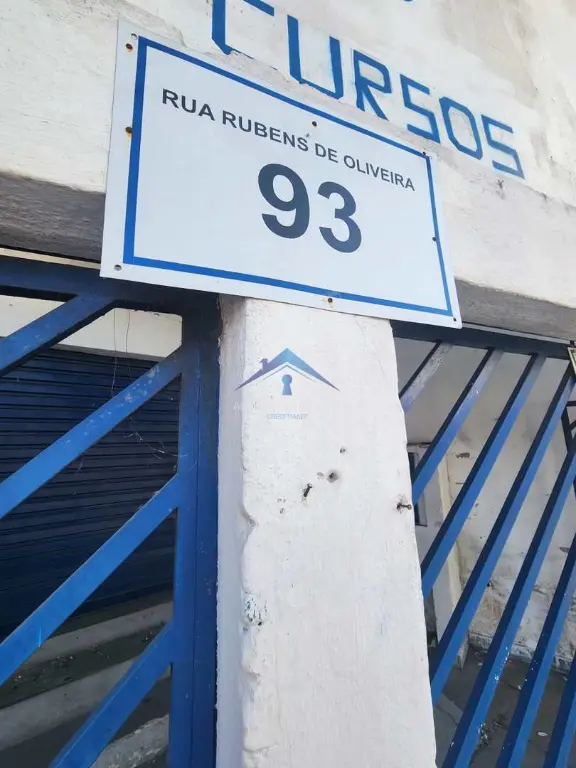 CURSOS
RUA RUBENS DE OLIVEIRA
93